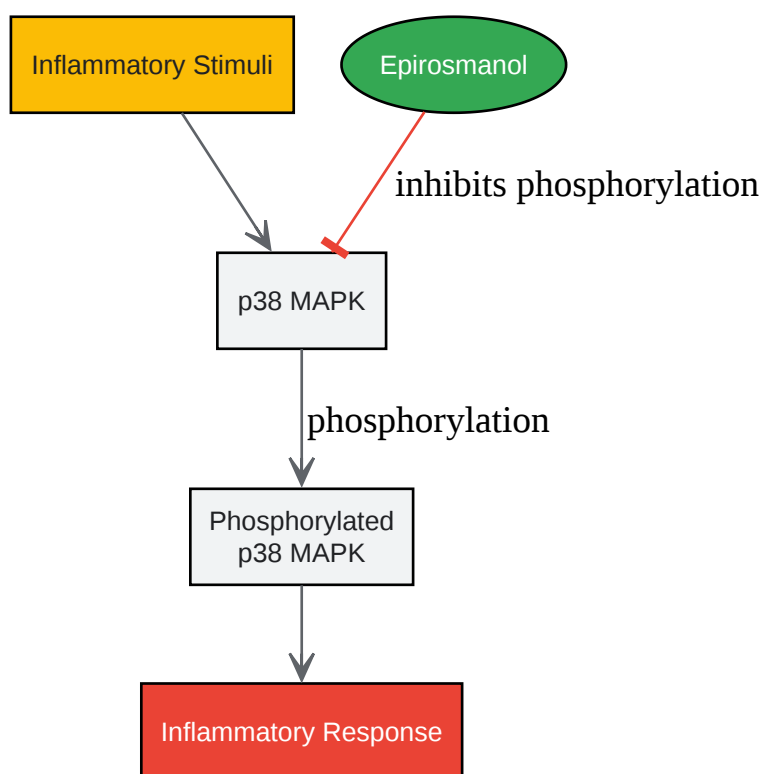 Inflammatory Stimuli
Epirosmanol
inhibits phosphorylation
p38 MAPK
phosphorylation
Phosphorylated
p38 MAPK
Inflammatory Response